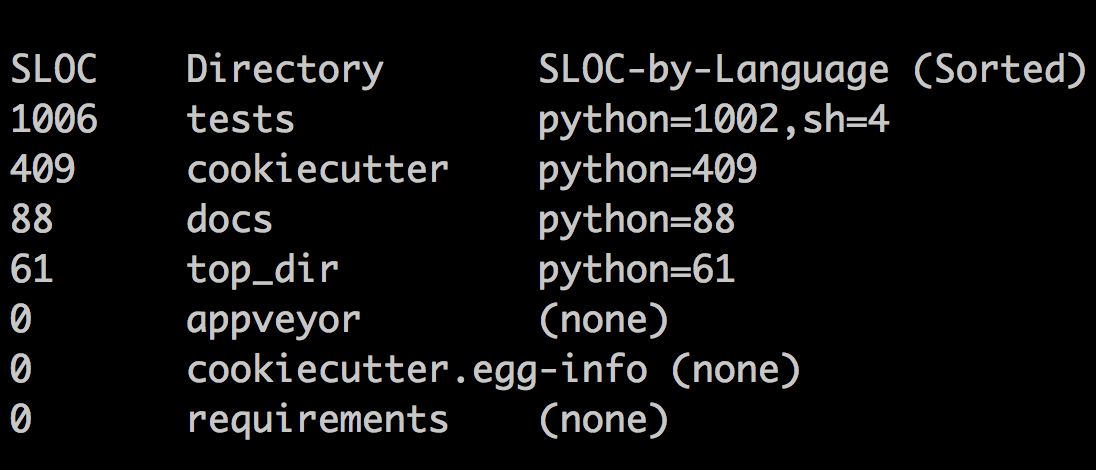 SLOC    Directory       SLOC-by-Language (Sorted)
1006    tests           python=1002,sh=4
409     cookiecutter    python=409
88      docs            python=88
61      top_dir         python=61
0       appveyor        (none)
0       cookiecutter.egg-info (none)
0       requirements    (none)